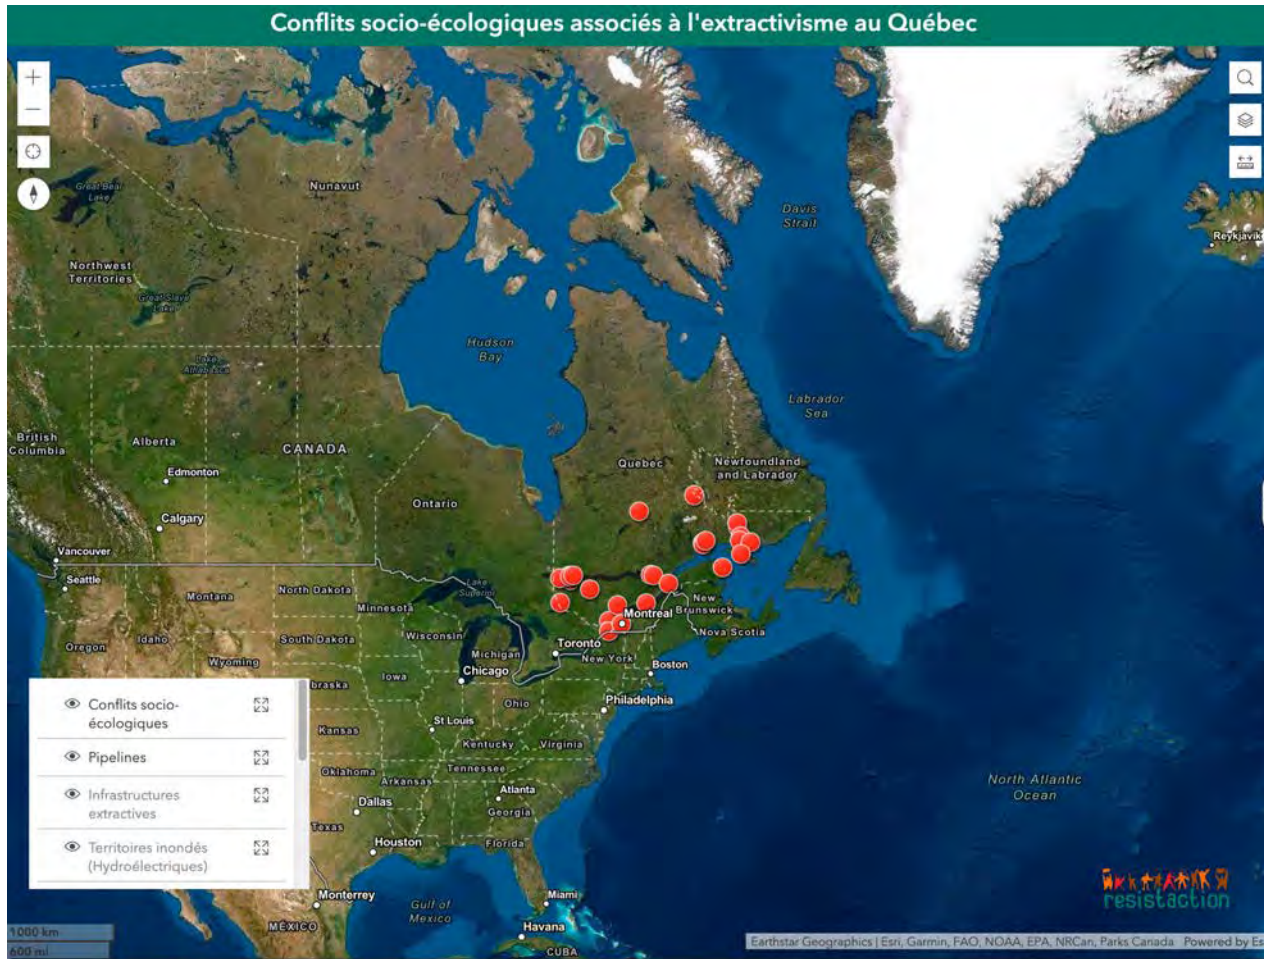 Conflits socio-écologiques associés à l'extractivisme au Québec
Great Bear
Lake
Nunavut
Davis
Strait
Reykjavik
Northwest
Territories
Great Slave
Lake
Hudson
Bay
Lake
Athabasca
Labrador
Sea
British
Columbia
Alberta
CANADA
Edmonton
Quebec
Newfoundland
and Labrador
Ontario
Calgary
Vancouver
Seattle
Montana
North Dakota
Minnesota
Lake
Superior
New
Brunswick
Montreal
Nova Scotia
Oregon
Idaho
South Dakota
Wisconsin
Michigan
Toronto
New York
Boston
Wyoming
Chicago
Iowa
braska
Ohio
Philadelphia
Conflits socio-
écologiques
Pipelines
Infrastructures
extractives
Territoires inondés
(Hydroélectriques)
Kansas
St Louis
Kentucky
Virginia
Oklahoma
Arkansas
Tennessee
Atlanta
Georgia
Dallas
Texas
Houston
Florida
North Atlantic
Ocean
Monterrey
Gulf of
Mexico
Miami
MÉXICO
Havana
CUBA
resistaction
1000 km
600 mi
Earthstar Geographics | Esri, Garmin, FAO, NOAA, EPA, NRCan, Parks Canada
Powered by Es